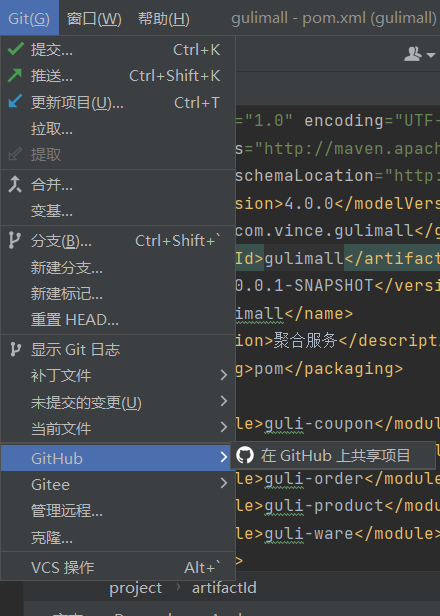 Git(G) 窗口(W) 帮助(H) gulimall - pom.xml (gulimall)
提交... Ctrl+K
推送... Ctrl+Shift+K
更新项目(U)... Ctrl+T
拉取...
提取
合并...
变基...
分支(B)... Ctrl+Shift+`
新建分支...
新建标记...
重置 HEAD...
显示 Git 日志
补丁文件
未提交的变更(U)
当前文件
GitHub
Gitee
管理远程...
克隆...
VCS 操作 Alt+`
在 GitHub 上共享项目
="1.0" encoding="UTF-
s="http://maven.apach
schemaLocation="http:
sion>4.0.0</modelVers
com.vince.gulimall</g
Id>gulimall</artifact
0.0.1-SNAPSHOT</versi
imall</name>
ion>聚合服务</descripti
g>pom</packaging>
le>guli-coupon</modul
le>guli-order</module
le>guli-product</modu
le>guli-ware</module>
>
project › artifactId